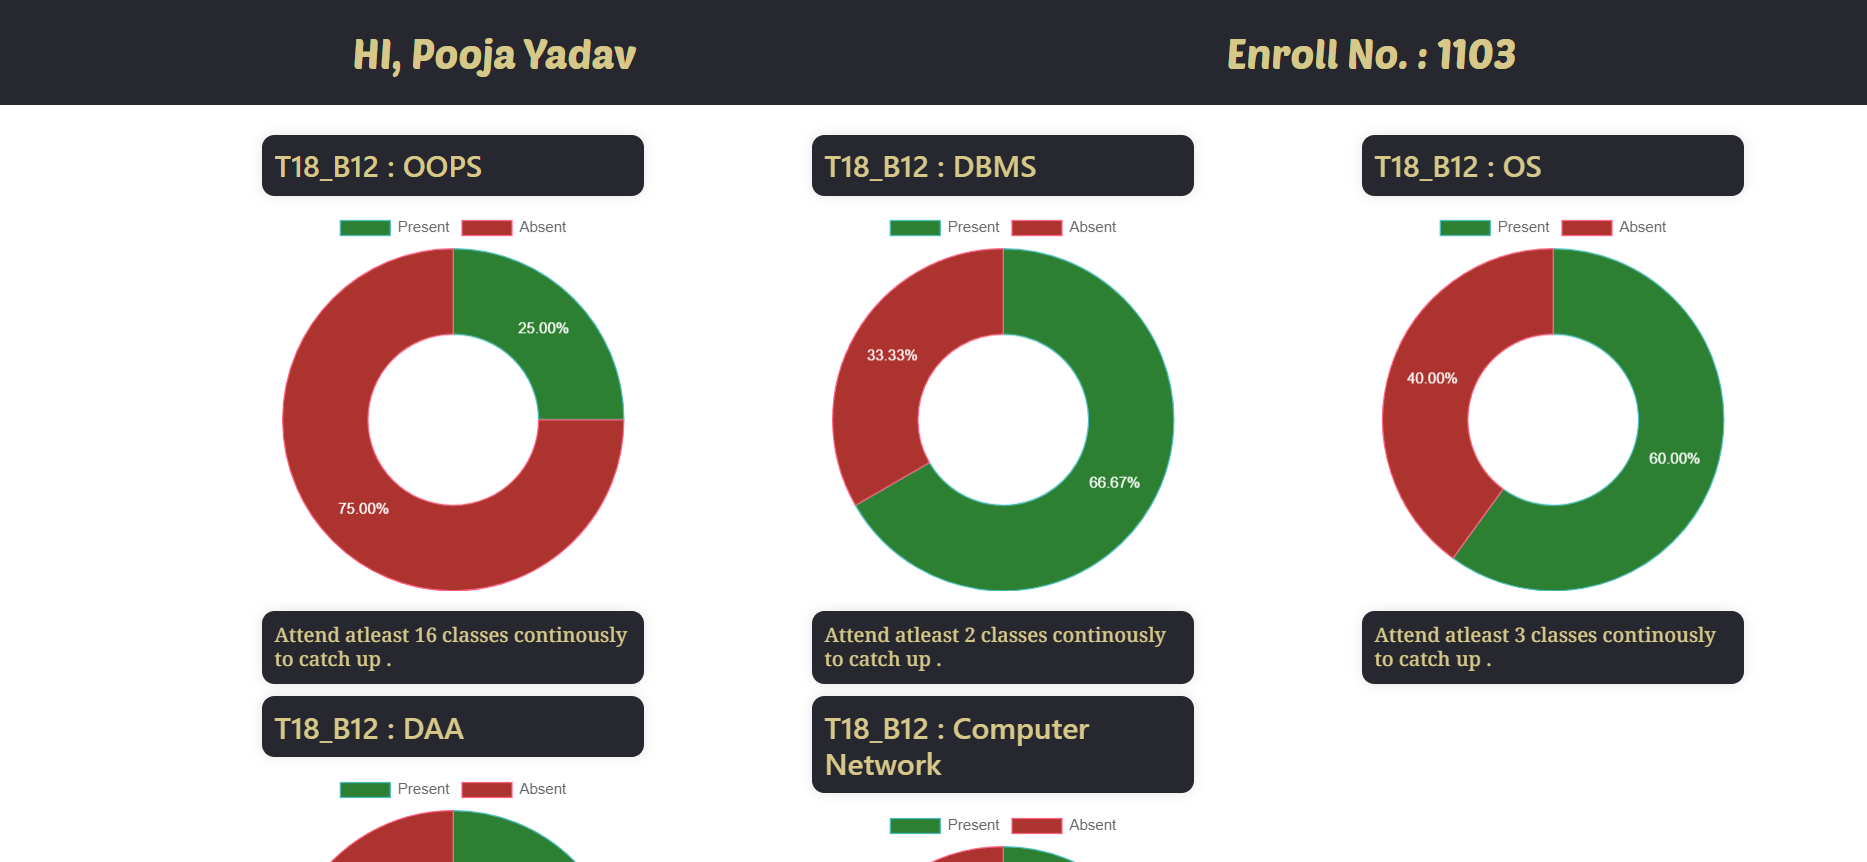 HI, Pooja Yadav
Enroll No. : 1103
T18_B12 : OOPS
Present Absent
25.00%
75.00%
Attend atleast 16 classes continously
to catch up .
T18_B12 : DBMS
Present Absent
33.33%
66.67%
Attend atleast 2 classes continously
to catch up .
T18_B12 : OS
Present Absent
40.00%
60.00%
Attend atleast 3 classes continously
to catch up .
T18_B12 : DAA
Present Absent
T18_B12 : Computer
Network
Present Absent